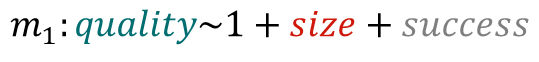 m₁: quality~1 + size + success